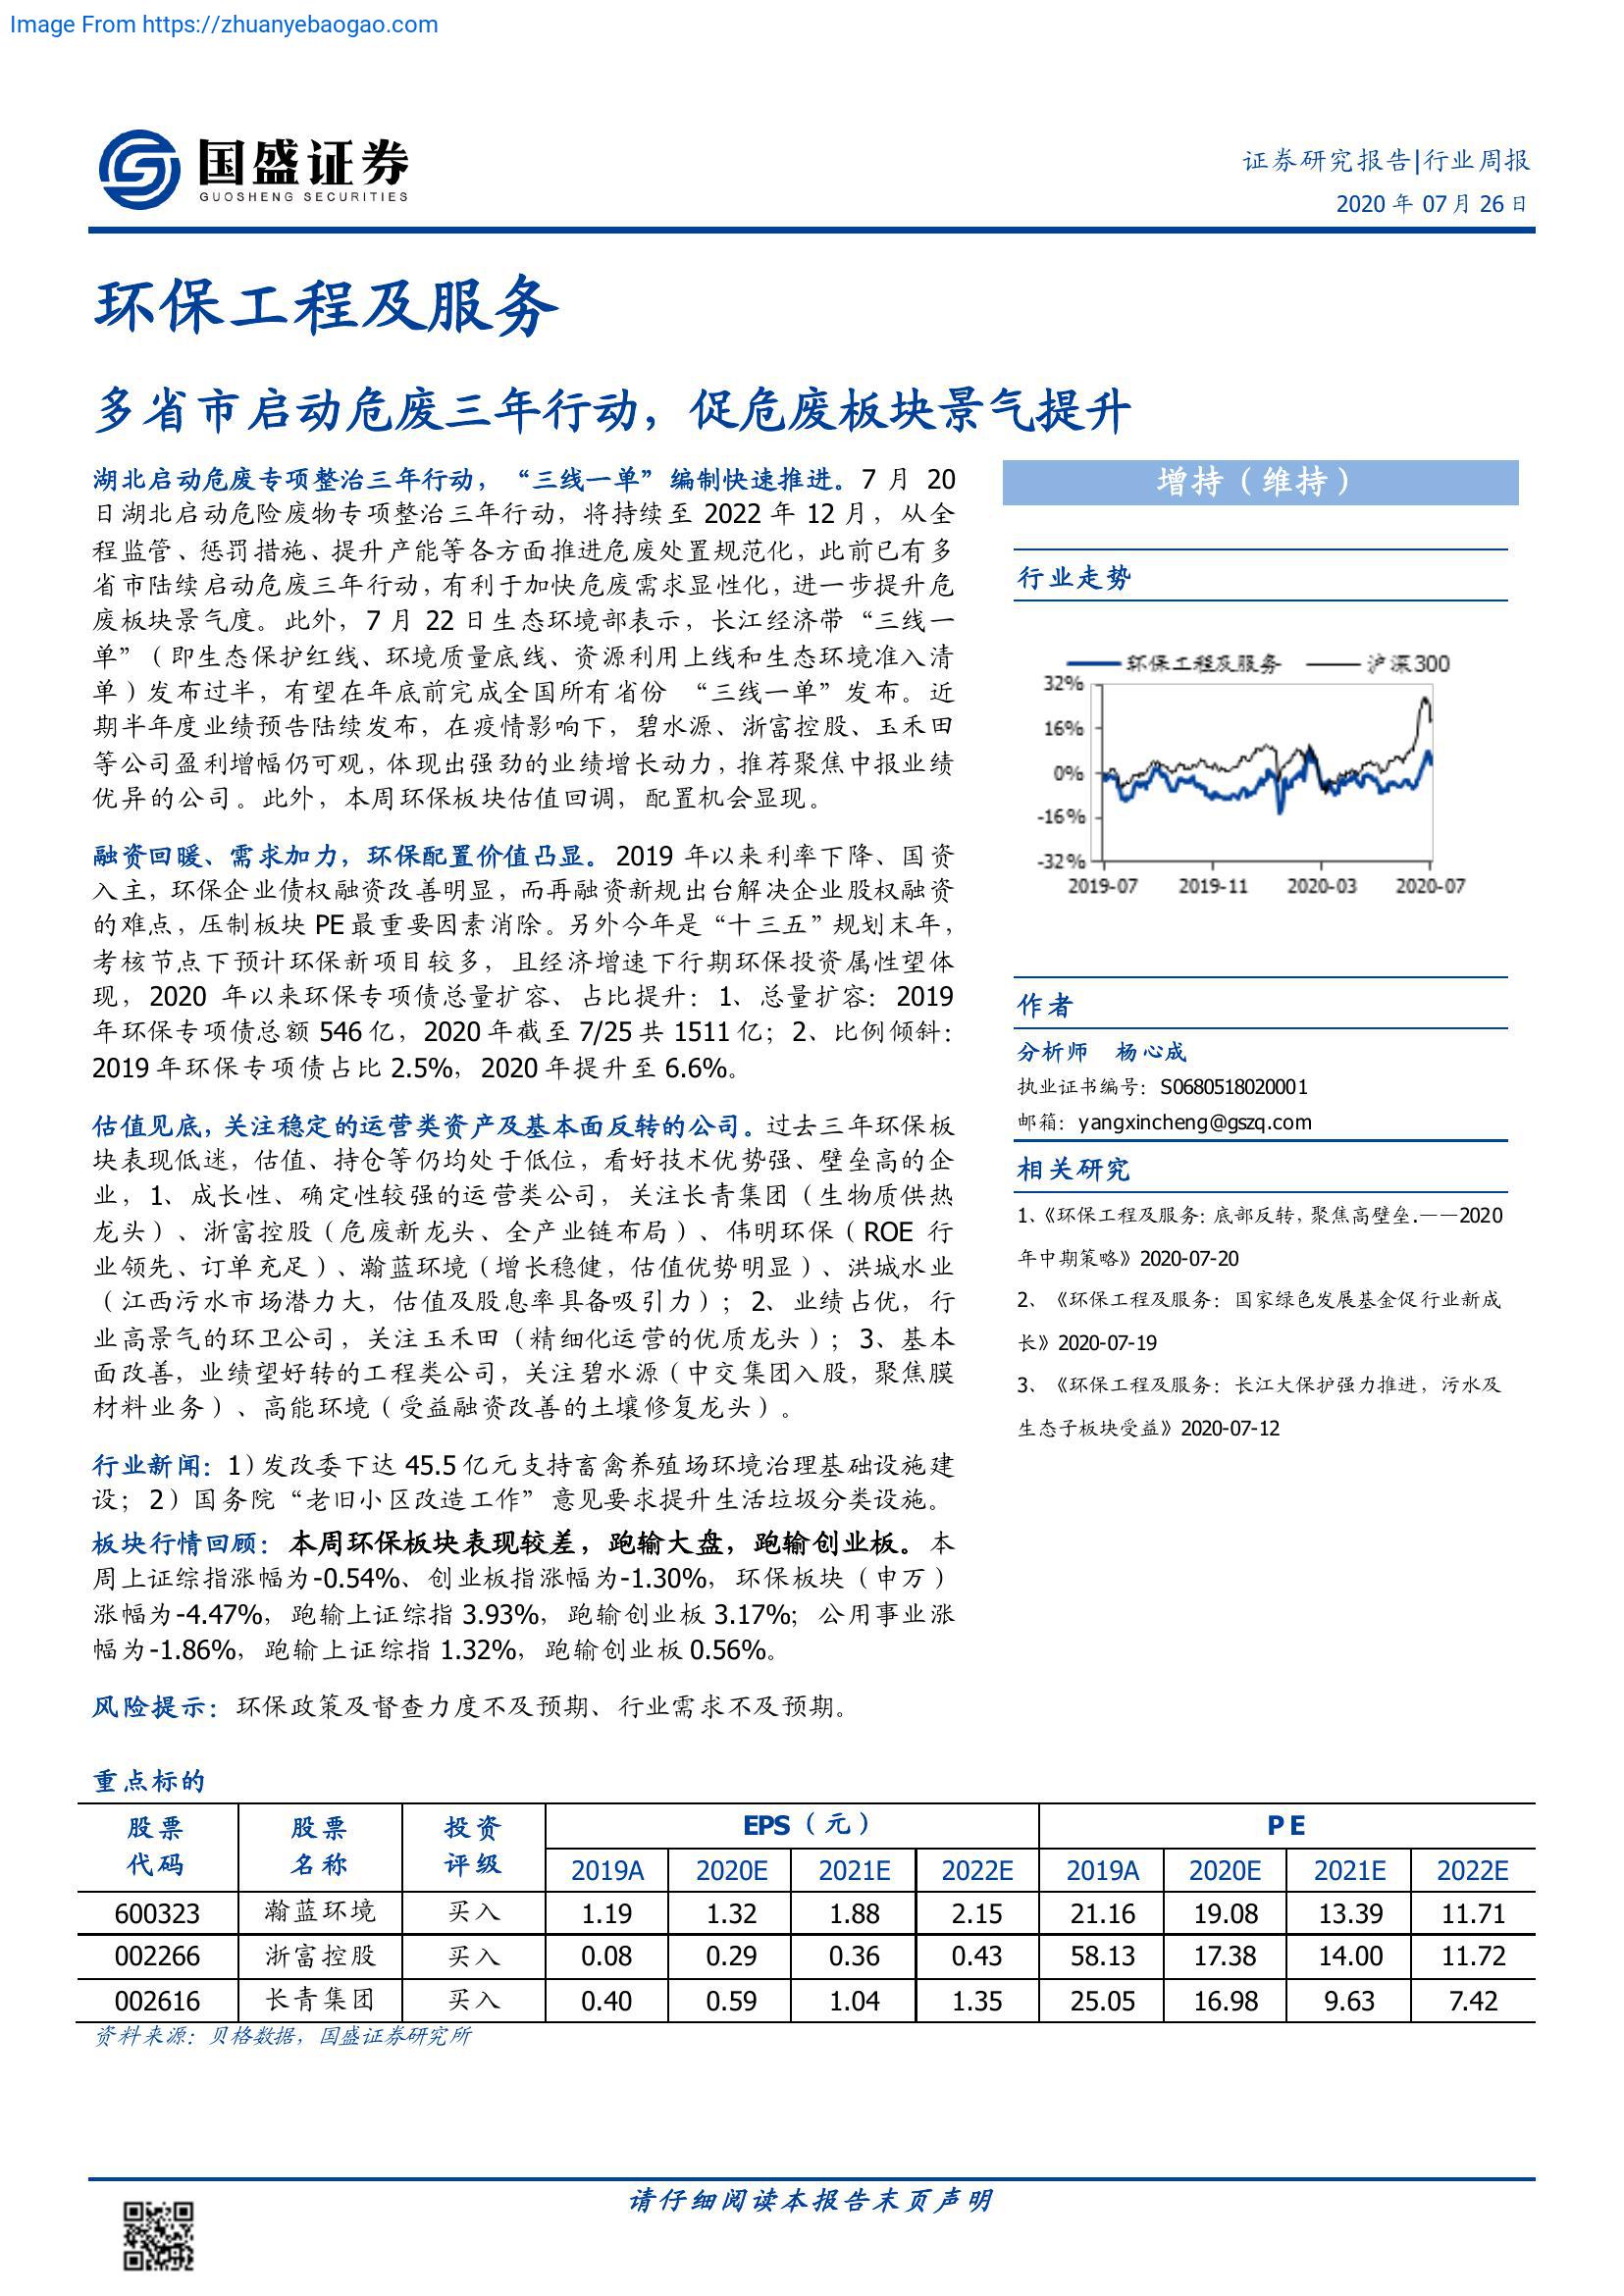 Image From https://zhuanyebaogao.com
国盛证券
GUOSHENG SECURITIES
证券研究报告|行业周报
2020 年 07 月 26 日
环保工程及服务
多省市启动危废三年行动，促危废板块景气提升
湖北启动危废专项整治三年行动，“三线一单”编制快速推进。7 月 20
日湖北启动危险废物专项整治三年行动，将持续至 2022 年 12 月，从全
程监管、惩罚措施、提升产能等各方面推进危废处置规范化，此前已有多
省市陆续启动危废三年行动，有利于加快危废需求显性化，进一步提升危
废板块景气度。此外，7 月 22 日生态环境部表示，长江经济带“三线一
单”（即生态保护红线、环境质量底线、资源利用上线和生态环境准入清
单）发布过半，有望在年底前完成全国所有省份 “三线一单”发布。近
期半年度业绩预告陆续发布，在疫情影响下，碧水源、浙富控股、玉禾田
等公司盈利增幅仍可观，体现出强劲的业绩增长动力，推荐聚焦中报业绩
优异的公司。此外，本周环保板块估值回调，配置机会显现。
融资回暖、需求加力，环保配置价值凸显。2019 年以来利率下降、国资
入主，环保企业债权融资改善明显，而再融资新规出台解决企业股权融资
的难点，压制板块 PE 最重要因素消除。另外今年是“十三五”规划末年，
考核节点下预计环保新项目较多，且经济增速下行期环保投资属性望体
现，2020 年以来环保专项债总量扩容、占比提升：1、总量扩容：2019
年环保专项债总额 546 亿，2020 年截至 7/25 共 1511 亿；2、比例倾斜：
2019 年环保专项债占比 2.5%，2020 年提升至 6.6%。
估值见底，关注稳定的运营类资产及基本面反转的公司。过去三年环保板
块表现低迷，估值、持仓等仍均处于低位，看好技术优势强、壁垒高的企
业，1、成长性、确定性较强的运营类公司，关注长青集团（生物质供热
龙头）、浙富控股（危废新龙头、全产业链布局）、伟明环保（ROE 行
业领先、订单充足）、瀚蓝环境（增长稳健，估值优势明显）、洪城水业
（江西污水市场潜力大，估值及股息率具备吸引力）；2、业绩占优，行
业高景气的环卫公司，关注玉禾田（精细化运营的优质龙头）；3、基本
面改善，业绩望好转的工程类公司，关注碧水源（中交集团入股，聚焦膜
材料业务）、高能环境（受益融资改善的土壤修复龙头）。
行业新闻：1）发改委下达 45.5 亿元支持畜禽养殖场环境治理基础设施建
设；2）国务院“老旧小区改造工作”意见要求提升生活垃圾分类设施。
板块行情回顾：本周环保板块表现较差，跑输大盘，跑输创业板。本
周上证综指涨幅为-0.54%、创业板指涨幅为-1.30%，环保板块（申万）
涨幅为-4.47%，跑输上证综指 3.93%，跑输创业板 3.17%；公用事业涨
幅为-1.86%，跑输上证综指 1.32%，跑输创业板 0.56%。
风险提示：环保政策及督查力度不及预期、行业需求不及预期。
增持（维持）
行业走势
环保工程及服务 沪深300
32%
16%
0%
-16%
-32%
2019-07 2019-11 2020-03 2020-07
作者
分析师 杨心成
执业证书编号：S0680518020001
邮箱：yangxincheng@gszq.com
相关研究
1、《环保工程及服务：底部反转，聚焦高壁垒.——2020
年中期策略》2020-07-20
2、《环保工程及服务：国家绿色发展基金促行业新成
长》2020-07-19
3、《环保工程及服务：长江大保护强力推进，污水及
生态子板块受益》2020-07-12
重点标的
股票 股票 投资 EPS（元） PE
代码 名称 评级 2019A 2020E 2021E 2022E 2019A 2020E 2021E 2022E
600323 瀚蓝环境 买入 1.19 1.32 1.88 2.15 21.16 19.08 13.39 11.71
002266 浙富控股 买入 0.08 0.29 0.36 0.43 58.13 17.38 14.00 11.72
002616 长青集团 买入 0.40 0.59 1.04 1.35 25.05 16.98 9.63 7.42
资料来源：贝格数据，国盛证券研究所
请仔细阅读本报告末页声明